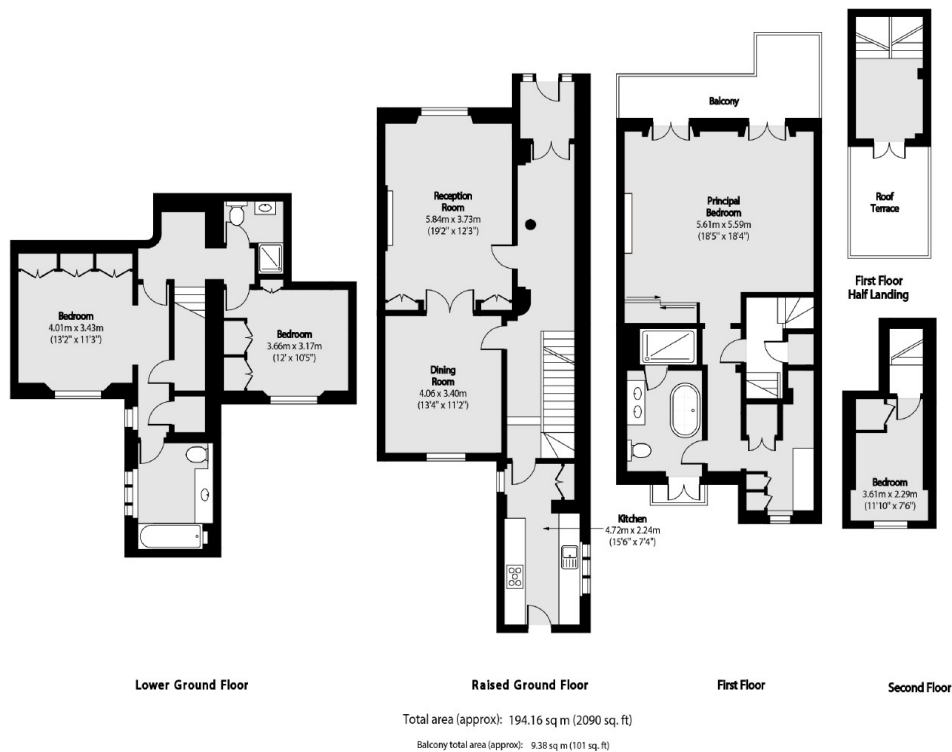 Balcony
Reception
Room
5.84m x 3.73m
(19'2" x 12'3")
Principal
Bedroom
5.61m x 5.59m
(18'5" x 18'4")
Roof
Terrace
First Floor
Half Landing
Bedroom
4.01m x 3.43m
(13'2" x 11'3")
Bedroom
3.66m x 3.17m
(12' x 10'5")
Dining
Room
4.06 x 3.40m
(13'4" x 11'2")
Bedroom
3.61m x 2.29m
(11'10" x 7'6")
Kitchen
4.72m x 2.24m
(15'6" x 7'4")
Lower Ground Floor
Raised Ground Floor
First Floor
Second Floor
Total area (approx): 194.16 sq m (2090 sq. ft)
Balcony total area (approx): 9.38 sq m (101 sq. ft)